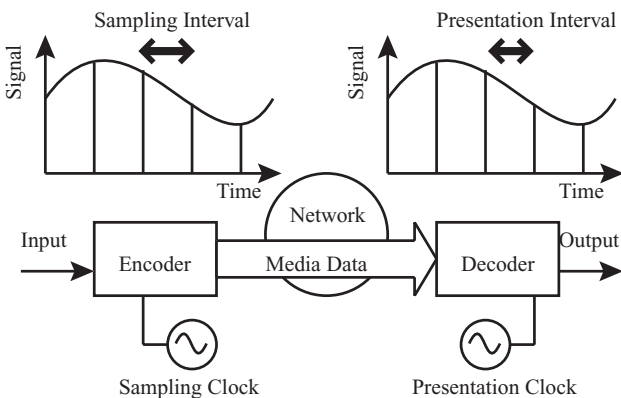 Sampling Interval
Presentation Interval
Signal
Signal
Time
Time
Network
Input
Output
Encoder
Media Data
Decoder
Sampling Clock
Presentation Clock